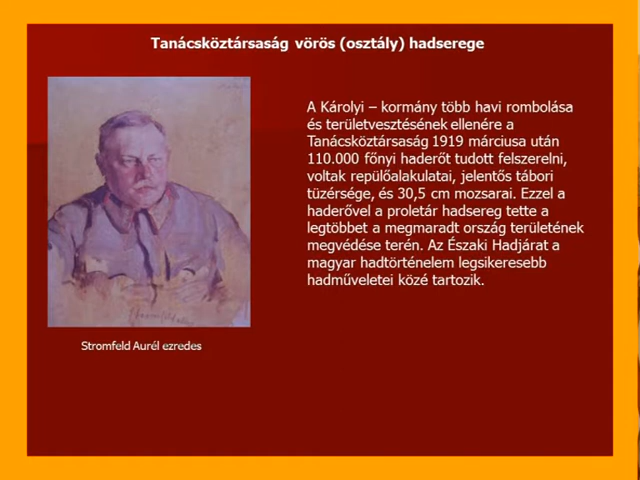 Tanácsköztársaság vörös (osztály) hadserege
A Károlyi – kormány több havi rombolása
és területvesztésének ellenére a
Tanácsköztársaság 1919 márciusa után
110.000 főnyi haderőt tudott felszerelni,
voltak repülőalakulatai, jelentős tábori
tüzérsége, és 30,5 cm mozsarai. Ezzel a
haderővel a proletár hadsereg tette a
legtöbbet a megmaradt ország területének
megvédése terén. Az Északi Hadjárat a
magyar hadtörténelem legsikeresebb
hadműveletei közé tartozik.
Stromfeld Aurél ezredes